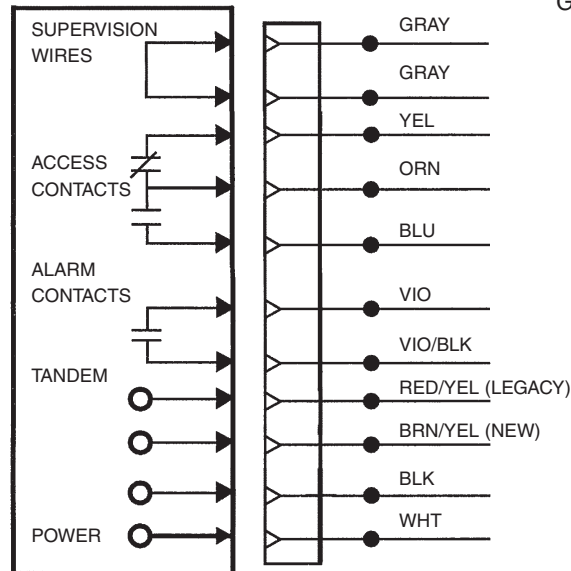 G
SUPERVISION
WIRES
GRAY
GRAY
YEL
ACCESS
CONTACTS
ORN
BLU
ALARM
CONTACTS
VIO
VIO/BLK
TANDEM
RED/YEL (LEGACY)
BRN/YEL (NEW)
BLK
POWER
WHT